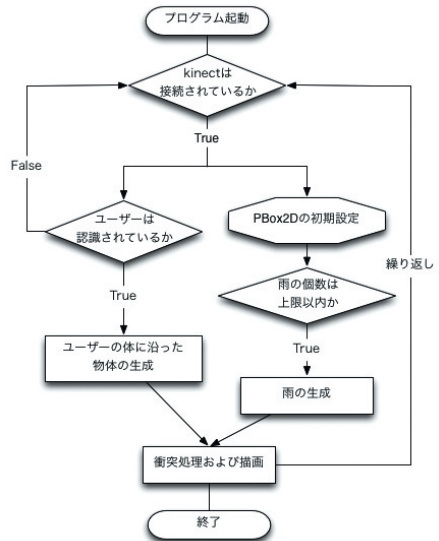 プログラム起動
kinectは
接続されているか
True
False
ユーザーは
認識されているか
PBox2Dの初期設定
繰り返し
雨の個数は
上限以内か
True
True
ユーザーの体に沿った
物体の生成
雨の生成
衝突処理および描画
終了